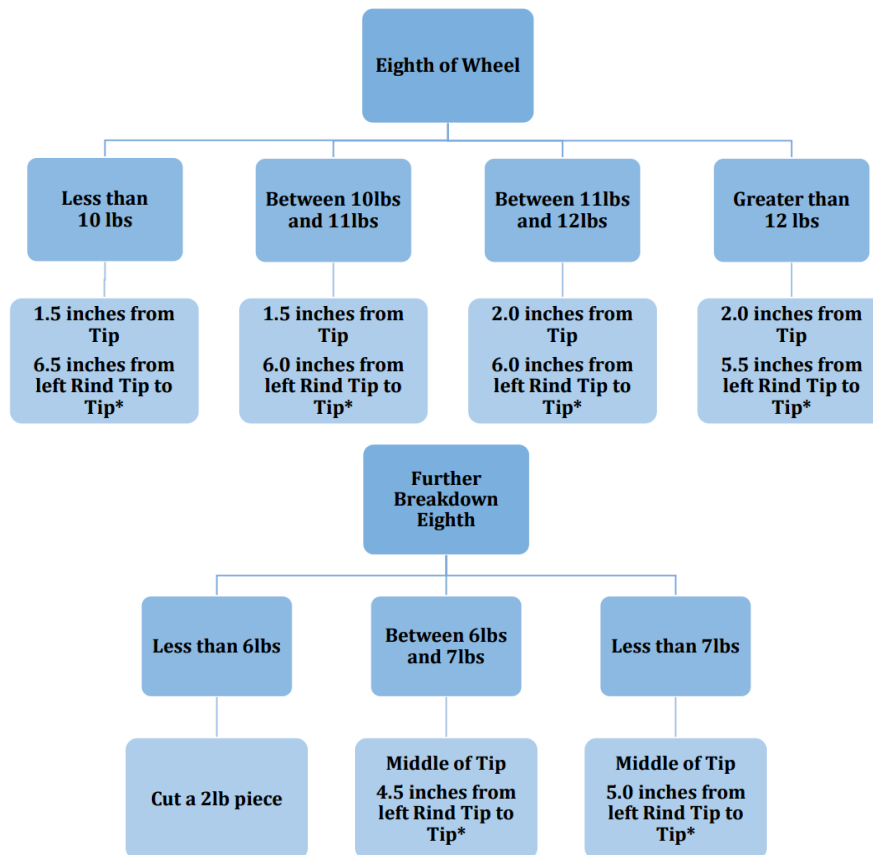 Eighth of Wheel
Less than
10 lbs
Between 10lbs
and 11lbs
Between 11lbs
and 12lbs
Greater than
12 lbs
1.5 inches from
Tip
6.5 inches from
left Rind Tip to
Tip*
1.5 inches from
Tip
6.0 inches from
left Rind Tip to
Tip*
2.0 inches from
Tip
6.0 inches from
left Rind Tip to
Tip*
2.0 inches from
Tip
5.5 inches from
left Rind Tip to
Tip*
Further
Breakdown
Eighth
Less than 6lbs
Between 6lbs
and 7lbs
Less than 7lbs
Cut a 2lb piece
Middle of Tip
4.5 inches from
left Rind Tip to
Tip*
Middle of Tip
5.0 inches from
left Rind Tip to
Tip*